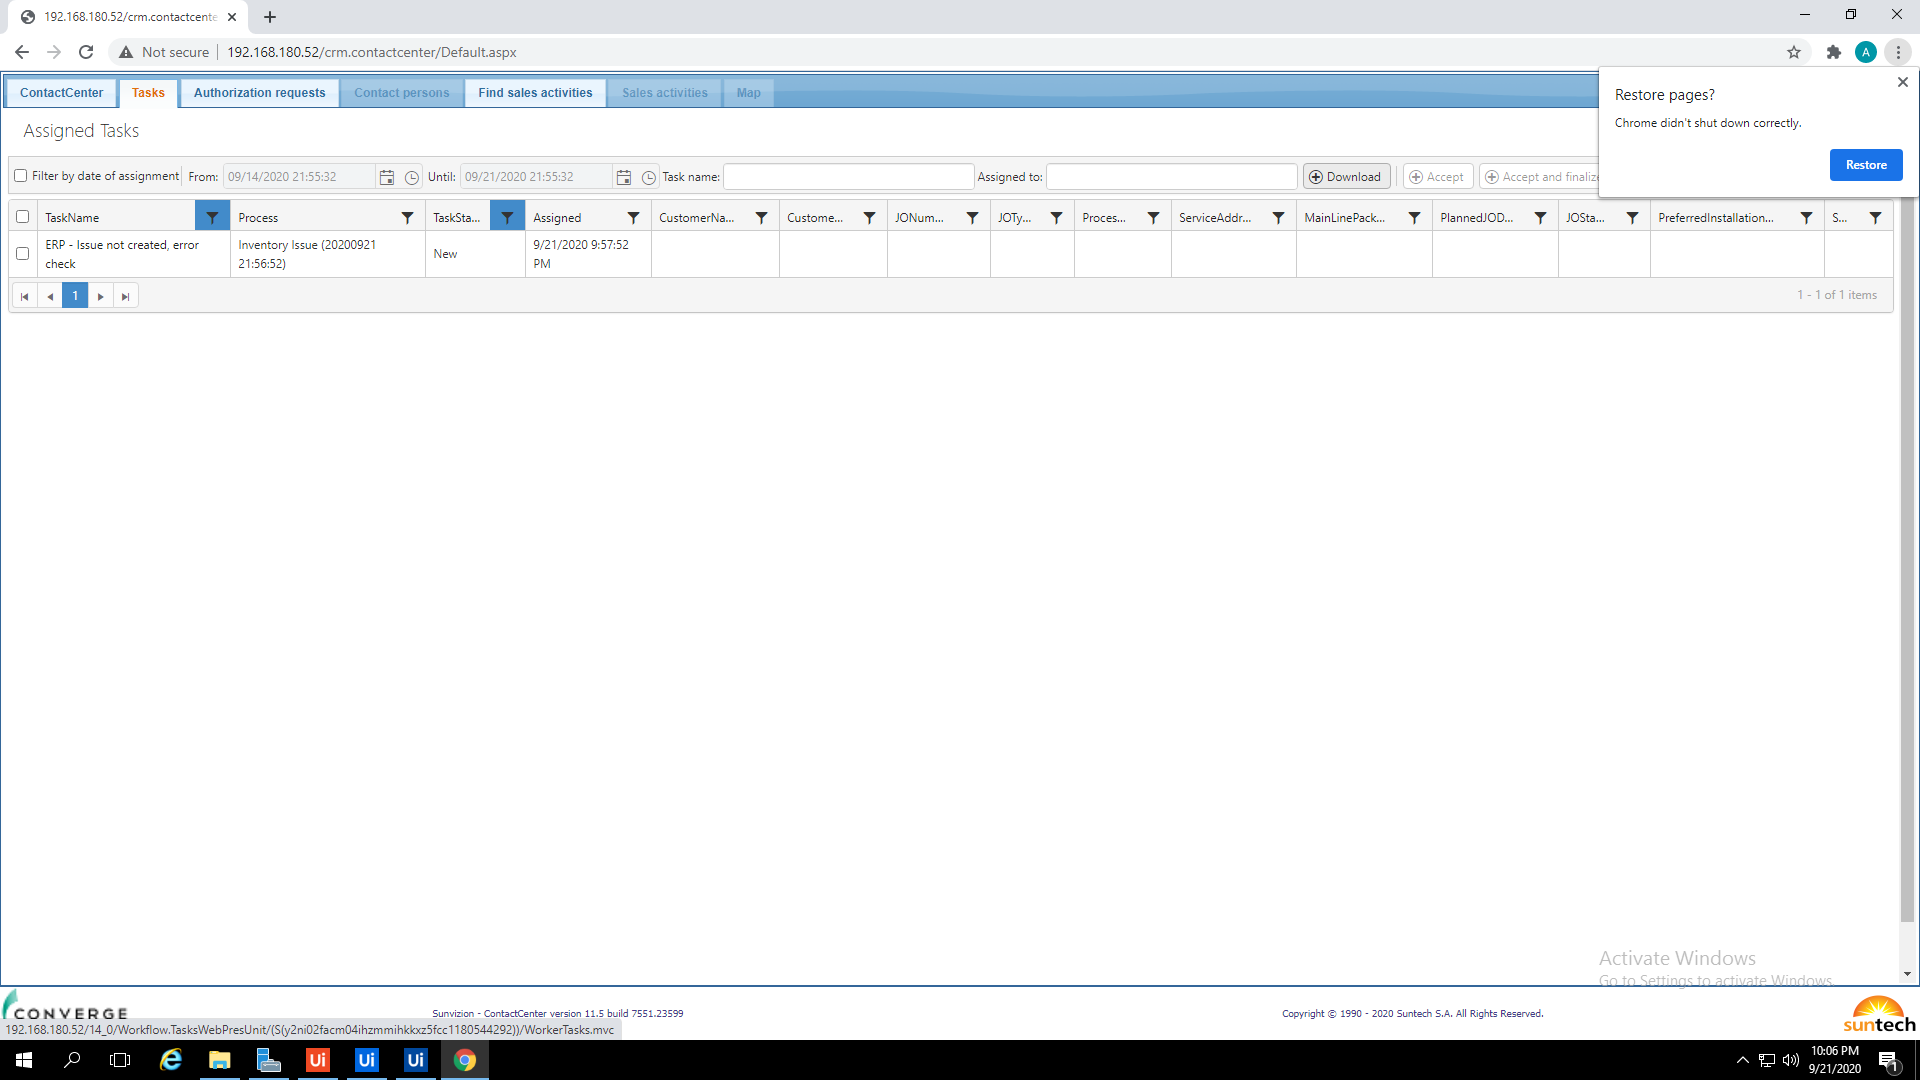 192.168.180.52/crm.contactcente
Not secure
192.168.180.52/crm.contactcenter/Default.aspx
A
ContactCenter
Tasks
Authorization requests
Contact persons
Find sales activities
Sales activities
Map
Restore pages?
Chrome didn't shut down correctly.
Restore
Assigned Tasks
Filter by date of assignment
From:
09/14/2020 21:55:32
Until:
09/21/2020 21:55:32
Task name:
Assigned to:
Download
Accept
Accept and finalize
TaskName
Process
TaskSta...
Assigned
CustomerNa...
Custome...
JONum...
JOTy...
Proces...
ServiceAddr...
MainLinePack...
PlannedJOD...
JOSta...
PreferredInstallation...
S...
ERP - Issue not created, error
check
Inventory Issue (20200921
21:56:52)
New
9/21/2020 9:57:52
PM
1
1 - 1 of 1 items
Activate Windows
Go to Settings to activate Windows.
CONVERGE
Sunvizion - ContactCenter version 11.5 build 7551.23599
Copyright © 1990 - 2020 Suntech S.A. All Rights Reserved.
suntech
192.168.180.52/14_0/Workflow.TasksWebPresUnit/(S(y2ni02facm04ihzmmihkkxz5fcc1180544292))/WorkerTasks.mvc
Ui
Ui
Ui
10:06 PM
9/21/2020
1